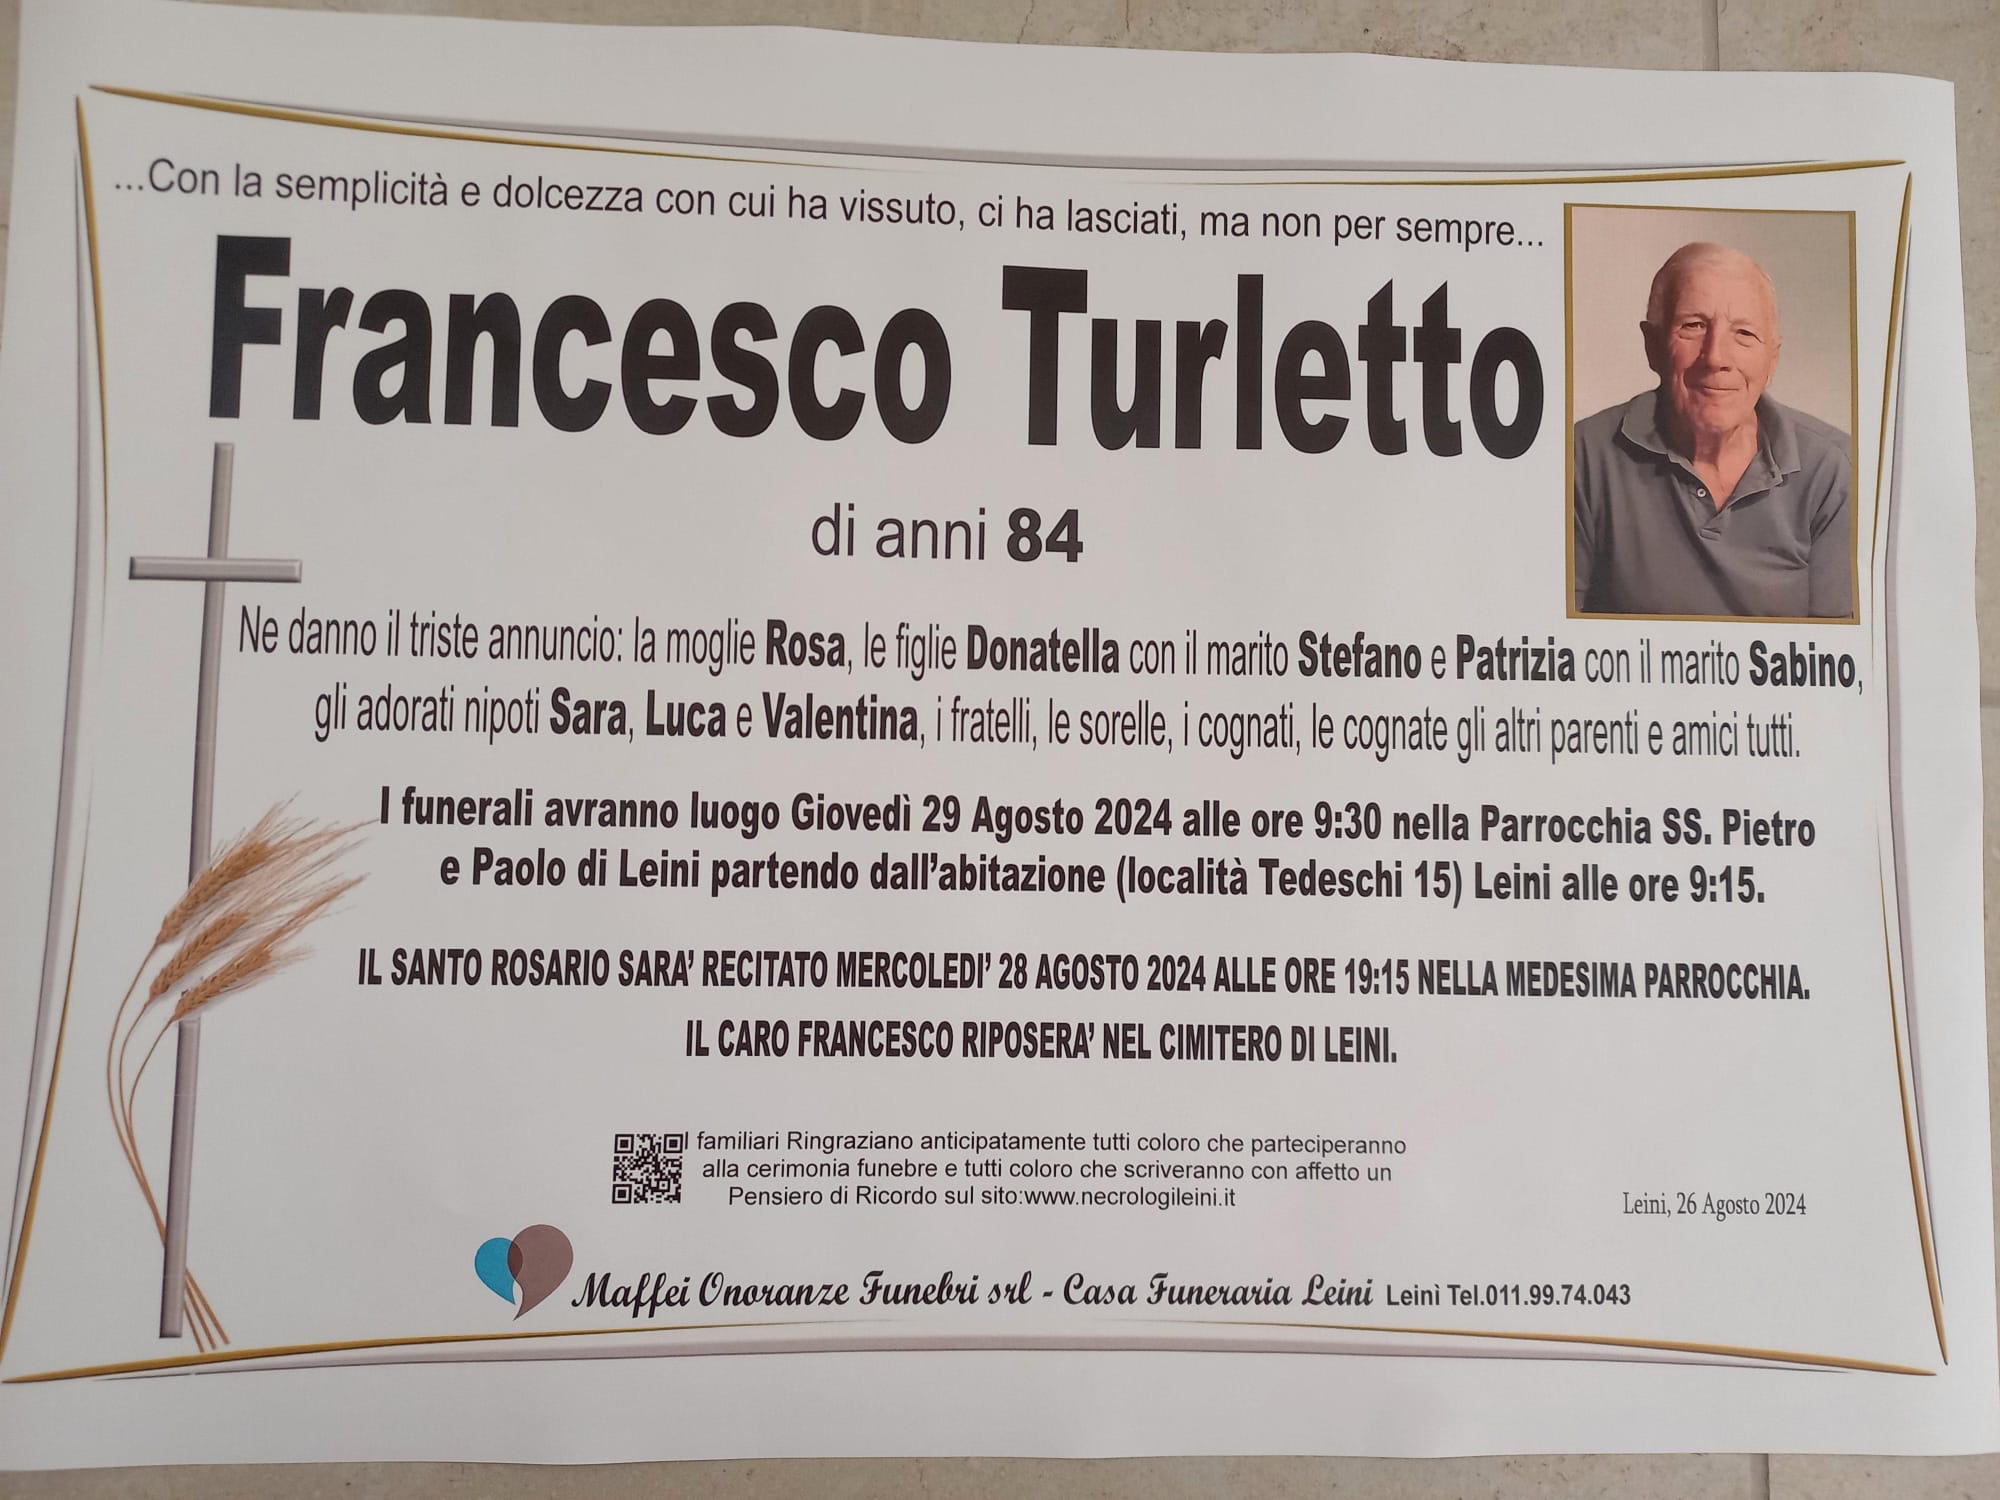 ...Con la semplicità e dolcezza con cui ha vissuto, ci ha lasciati, ma non per sempre...
Francesco Turletto
di anni 84
Ne danno il triste annuncio: la moglie Rosa, le figlie Donatella con il marito Stefano e Patrizia con il marito Sabino,
gli adorati nipoti Sara, Luca e Valentina, i fratelli, le sorelle, i cognati, le cognate gli altri parenti e amici tutti.
I funerali avranno luogo Giovedì 29 Agosto 2024 alle ore 9:30 nella Parrocchia SS. Pietro
e Paolo di Leini partendo dall'abitazione (località Tedeschi 15) Leini alle ore 9:15.
IL SANTO ROSARIO SARA' RECITATO MERCOLEDI' 28 AGOSTO 2024 ALLE ORE 19:15 NELLA MEDESIMA PARROCCHIA.
IL CARO FRANCESCO RIPOSERA' NEL CIMITERO DI LEINI.
I familiari Ringraziano anticipatamente tutti coloro che parteciperanno
alla cerimonia funebre e tutti coloro che scriveranno con affetto un
Pensiero di Ricordo sul sito:www.necrologileini.it
Leini, 26 Agosto 2024
Maffei Onoranze Funebri srl - Casa Funeraria Leini Leinì Tel.011.99.74.043